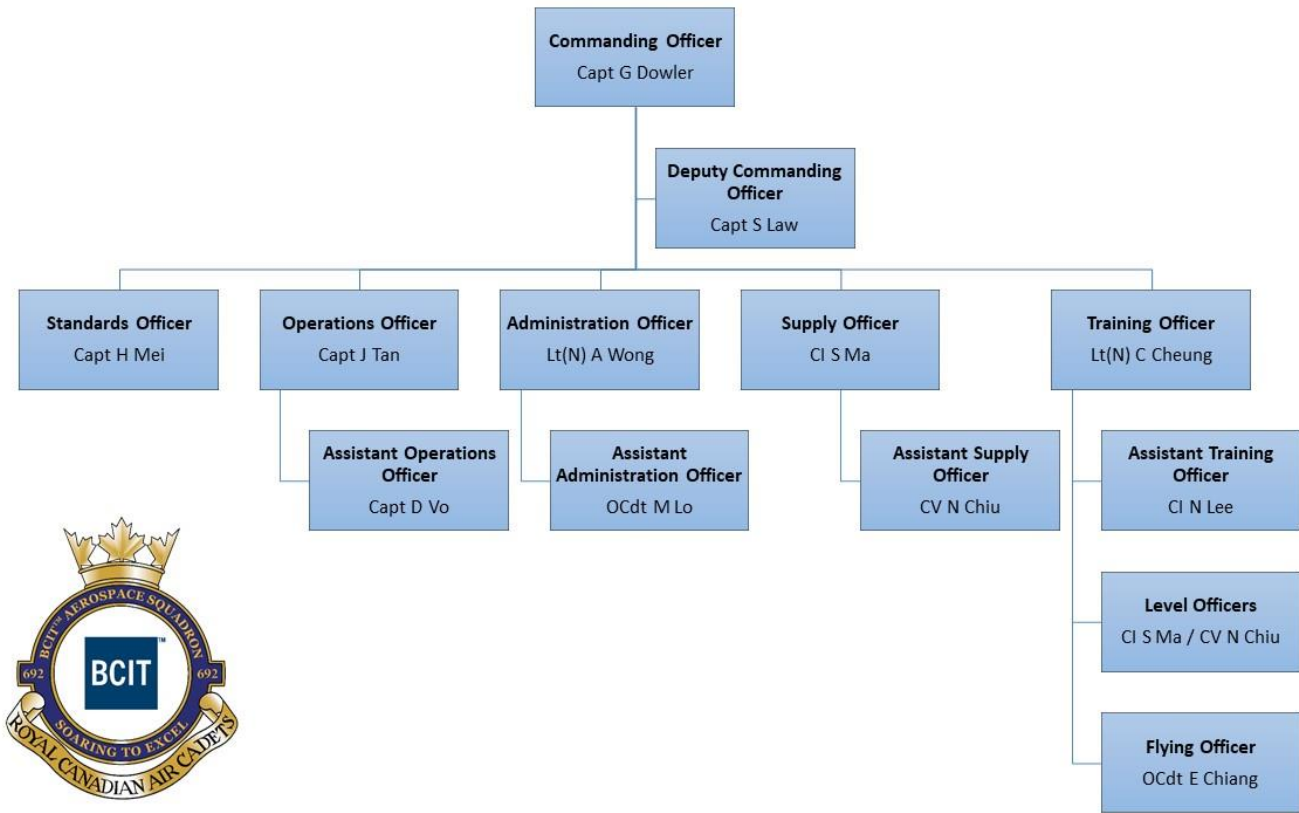 Commanding Officer
Capt G Dowler
Deputy Commanding
Officer
Capt S Law
Standards Officer
Capt H Mei
Operations Officer
Capt J Tan
Administration Officer
Lt(N) A Wong
Supply Officer
CI S Ma
Training Officer
Lt(N) C Cheung
Assistant Operations
Officer
Capt D Vo
Assistant
Administration Officer
OCdt M Lo
Assistant Supply
Officer
CV N Chiu
Assistant Training
Officer
CI N Lee
Level Officers
CI S Ma / CV N Chiu
Flying Officer
OCdt E Chiang
BCIT™ AEROSPACE SQUADRON
692
BCIT™
692
SOARING TO EXCEL
ROYAL CANADIAN AIR CADETS